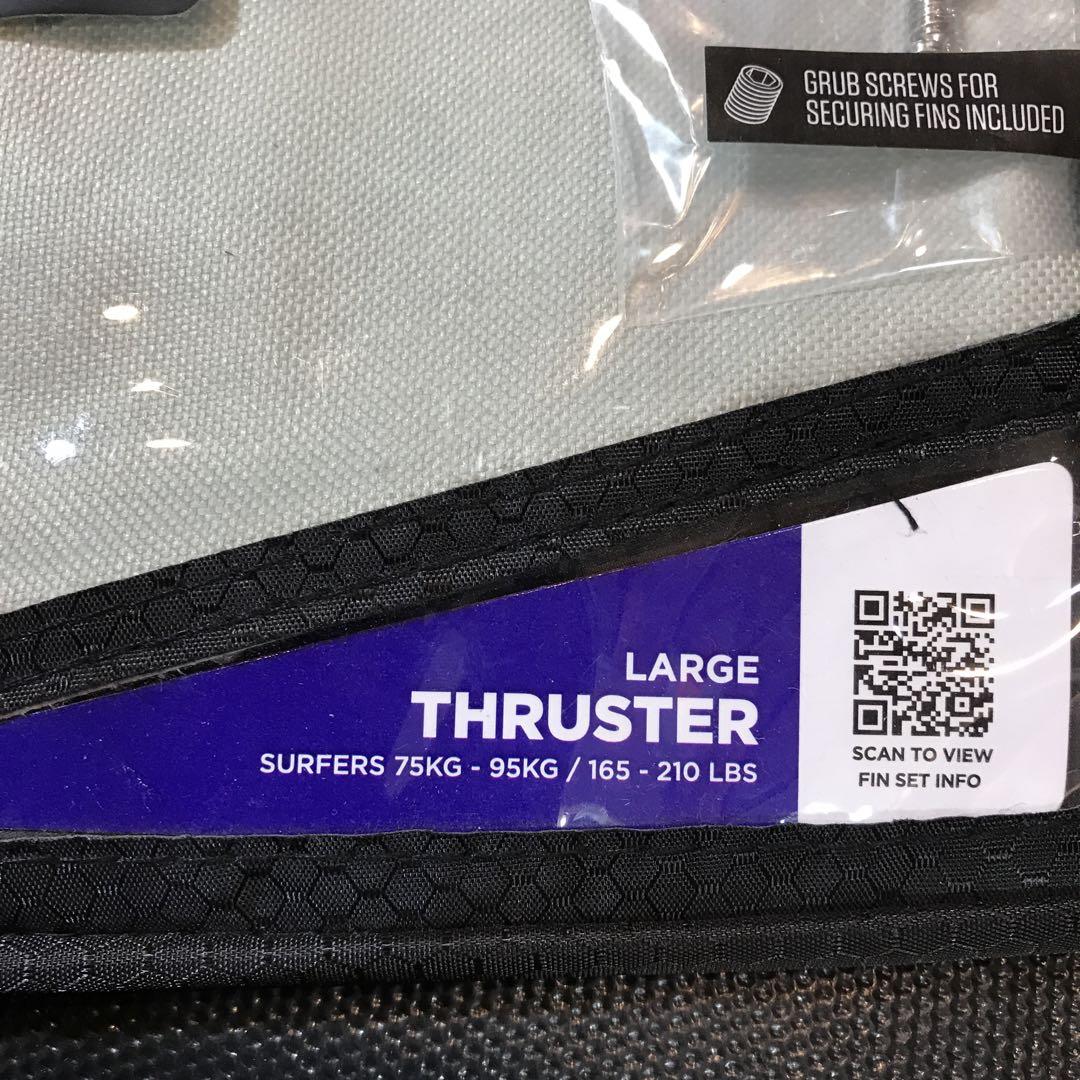 GRUB SCREWS FOR
SECURING FINS INCLUDED
LARGE
THRUSTER
SURFERS 75KG - 95KG / 165 - 210 LBS
SCAN TO VIEW
FIN SET INFO